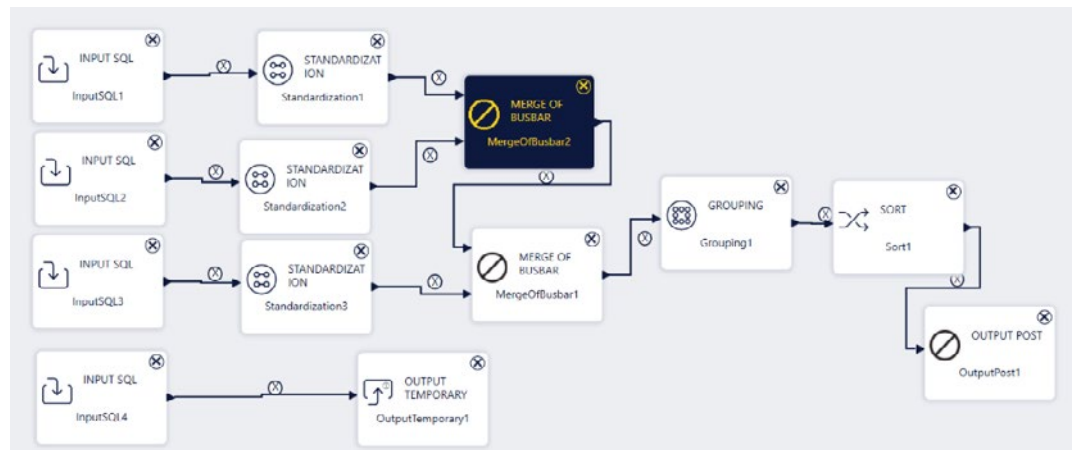 INPUT SQL
InputSQL1
STANDARDIZAT
ION
Standardization1
MERGE OF
BUSBAR
MergeOfBusbar2
INPUT SQL
InputSQL2
STANDARDIZAT
ION
Standardization2
INPUT SQL
InputSQL3
STANDARDIZAT
ION
Standardization3
MERGE OF
BUSBAR
MergeOfBusbar1
GROUPING
Grouping1
SORT
Sort1
OUTPUT POST
OutputPost1
INPUT SQL
InputSQL4
OUTPUT
TEMPORARY
OutputTemporary1